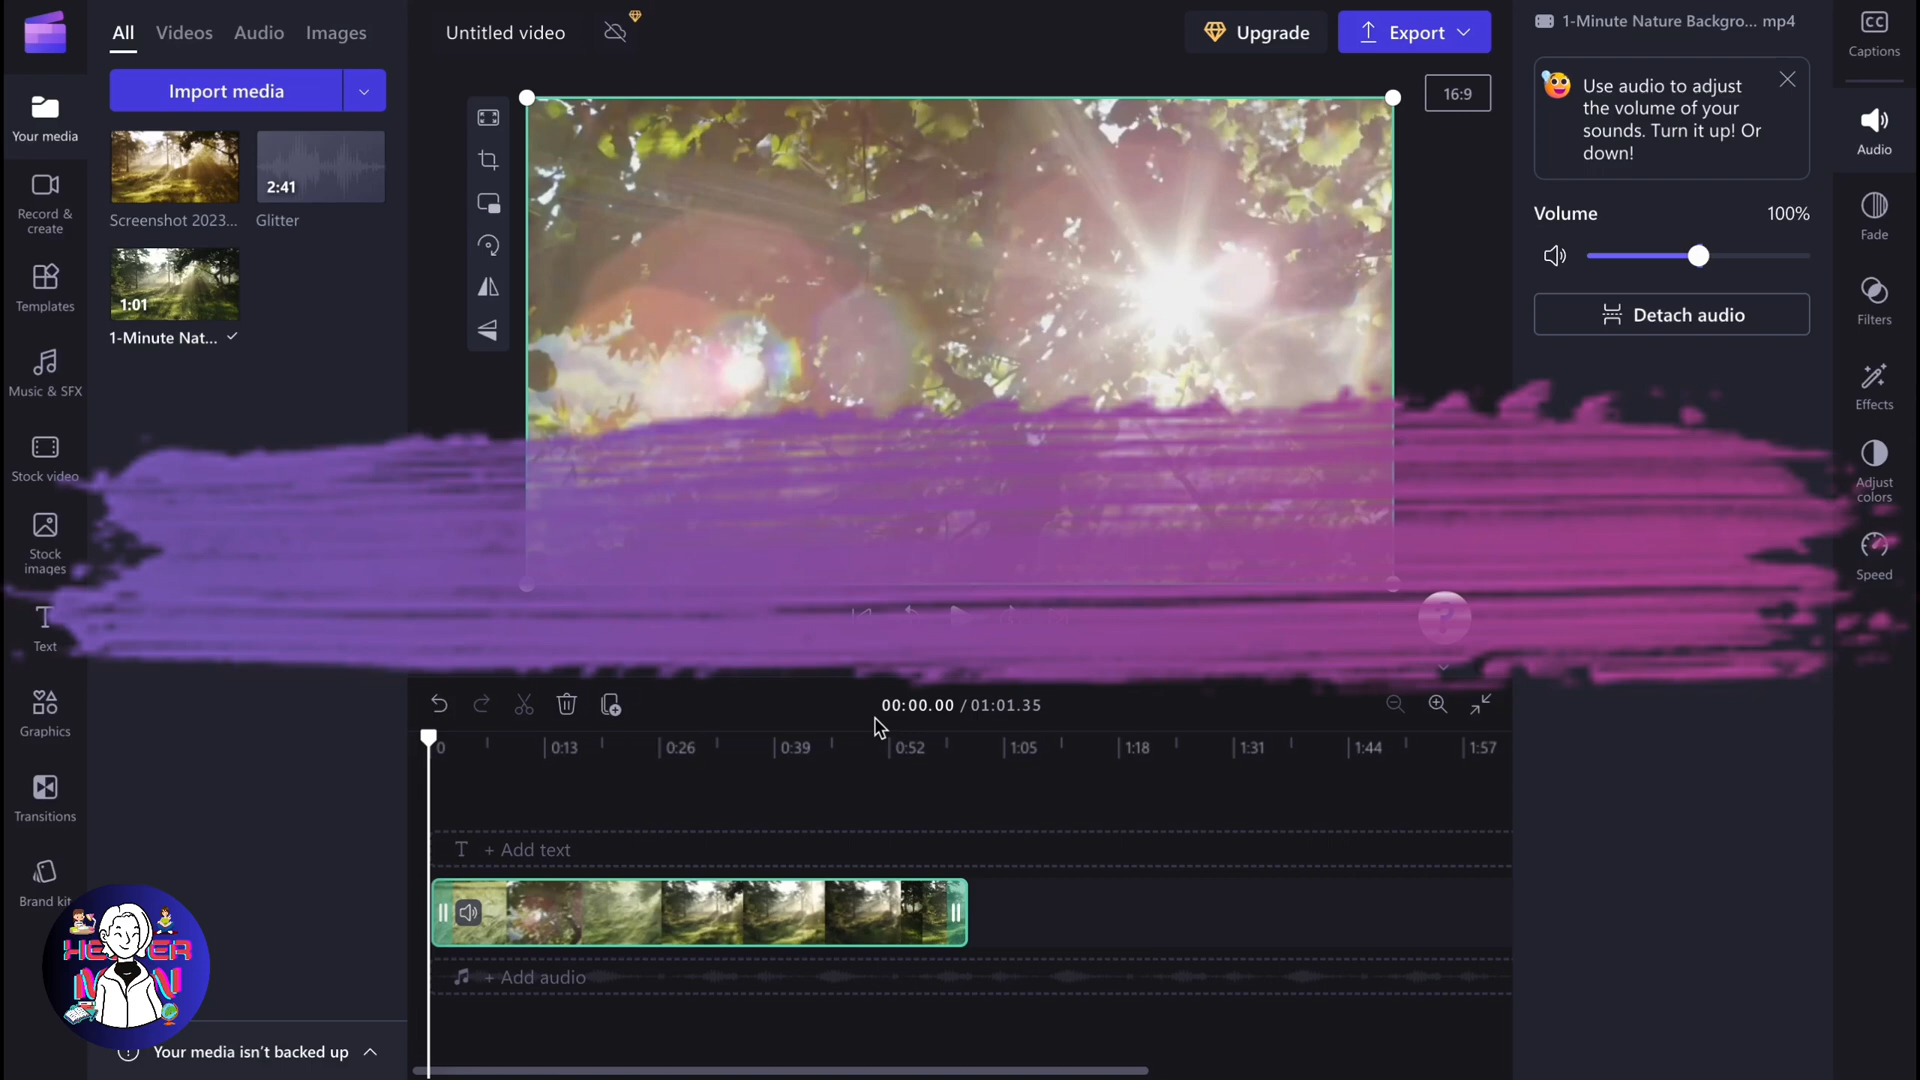 All
Videos
Audio
Images
Untitled video
Upgrade
Export
1-Minute Nature Backgro... mp4
Captions
Import media
Your media
2:41
Screenshot 2023...
Glitter
1:01
1-Minute Nat...
Record &
create
Templates
Music & SFX
Stock video
Stock
images
Text
Graphics
Transitions
Brand kit
16:9
Use audio to adjust
the volume of your
sounds. Turn it up! Or
down!
Volume
100%
Detach audio
Audio
Fade
Filters
Effects
Adjust
colors
Speed
00:00.00 / 01:01.35
0
0:13
0:26
0:39
0:52
1:05
1:18
1:31
1:44
1:57
+ Add text
+ Add audio
Your media isn't backed up